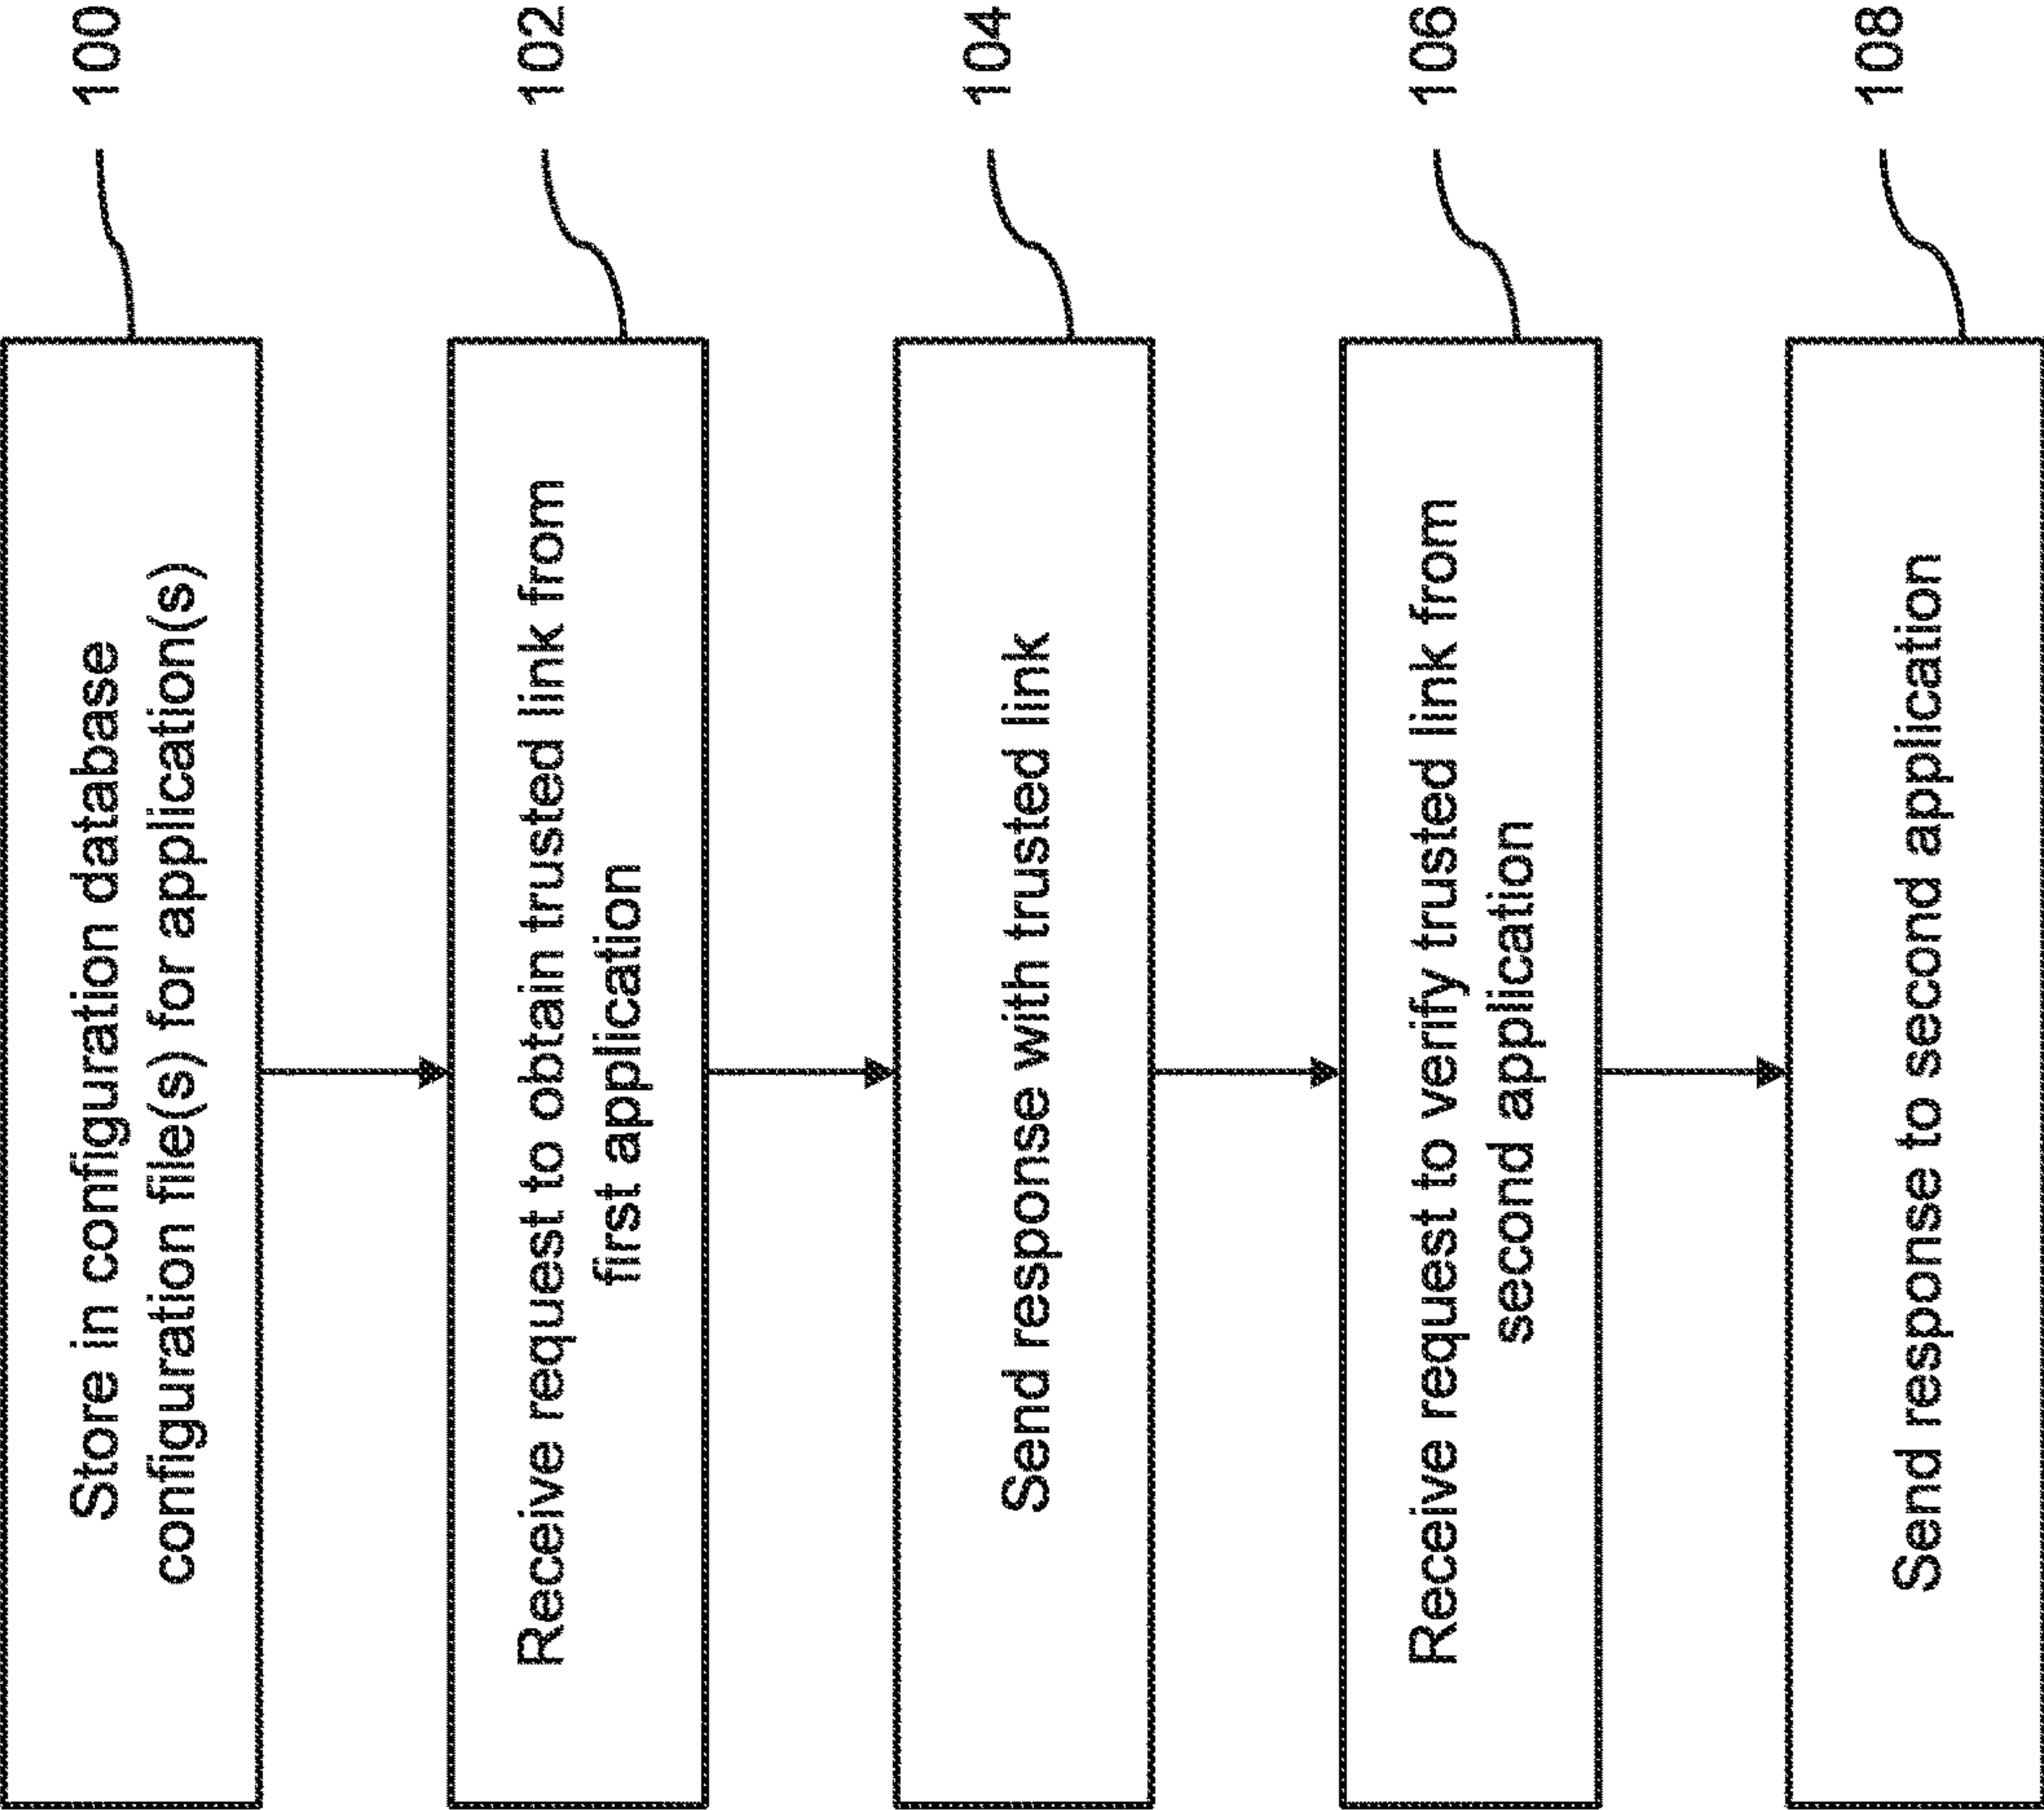 Store in configuration database
configuration file(s) for application(s)
100
Receive request to obtain trusted link from
first application
102
Send response with trusted link
104
Receive request to verify trusted link from
second application
106
Send response to second application
108